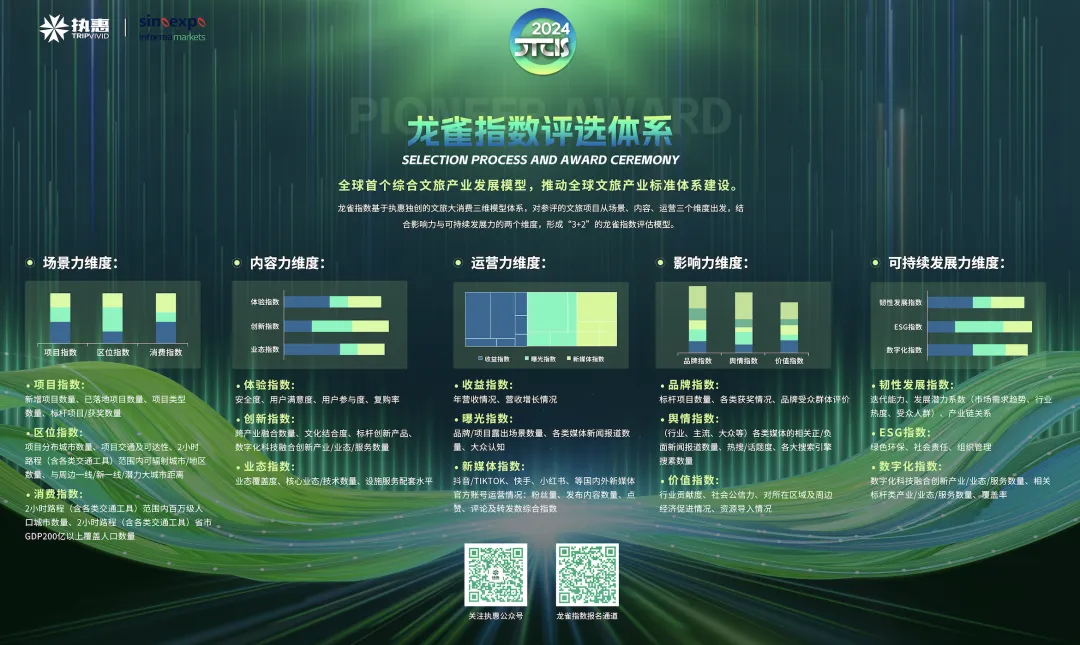 执惠
TRIPVIVID
sinoexpo
informa markets
2024
JTCIS
PIONEER AWARD
龙雀指数评选体系
SELECTION PROCESS AND AWARD CEREMONY
全球首个综合文旅产业发展模型，推动全球文旅产业标准体系建设。
龙雀指数基于执惠独创的文旅大消费三维模型体系，对参评的文旅项目从场景、内容、运营三个维度出发，结
合影响力与可持续发展力的两个维度，形成“3+2”的龙雀指数评估模型。
场景力维度：
项目指数
区位指数
消费指数
• 项目指数：
新增项目数量、已落地项目数量、项目类型
数量、标杆项目/获奖数量
• 区位指数：
项目分布城市数量、项目交通及可达性、2小时
路程（含各类交通工具）范围内可辐射城市/地区
数量、与周边一线/新一线/潜力大城市距离
• 消费指数：
2小时路程（含各类交通工具）范围内百万级人
口城市数量、2小时路程（含各类交通工具）省市
GDP200亿以上覆盖人口数量
内容力维度：
体验指数
创新指数
业态指数
• 体验指数：
安全度、用户满意度、用户参与度、复购率
• 创新指数：
跨产业融合数量、文化结合度、标杆创新产品、
数字化科技融合创新产业/业态/服务数量
• 业态指数：
业态覆盖度、核心业态/技术数量、设施服务配套水平
运营力维度：
收益指数
曝光指数
新媒体指数
• 收益指数：
年营收情况、营收增长情况
• 曝光指数：
品牌/项目露出场景数量、各类媒体新闻报道数
量、大众认知
• 新媒体指数：
抖音/TIKTOK、快手、小红书、等国内外新媒体
官方账号运营情况：粉丝量、发布内容数量、点
赞、评论及转发数综合指数
影响力维度：
品牌指数
舆情指数
价值指数
• 品牌指数：
标杆项目数量、各类获奖情况、品牌受众群体评价
• 舆情指数：
（行业、主流、大众等）各类媒体的相关正/负
面新闻报道数量、热搜/话题度、各大搜索引擎
搜素数量
• 价值指数：
行业贡献度、社会公信力、对所在区域及周边
经济促进情况、资源导入情况
可持续发展力维度：
韧性发展指数
ESG指数
数字化指数
• 韧性发展指数：
迭代能力、发展潜力系数（市场需求趋势、行业
热度、受众人群）、产业链关系
• ESG指数：
绿色环保、社会责任、组织管理
• 数字化指数：
数字化科技融合创新产业/业态/服务数量、相关
标杆类产业/业态/服务数量、覆盖率
关注执惠公众号
龙雀指数报名通道